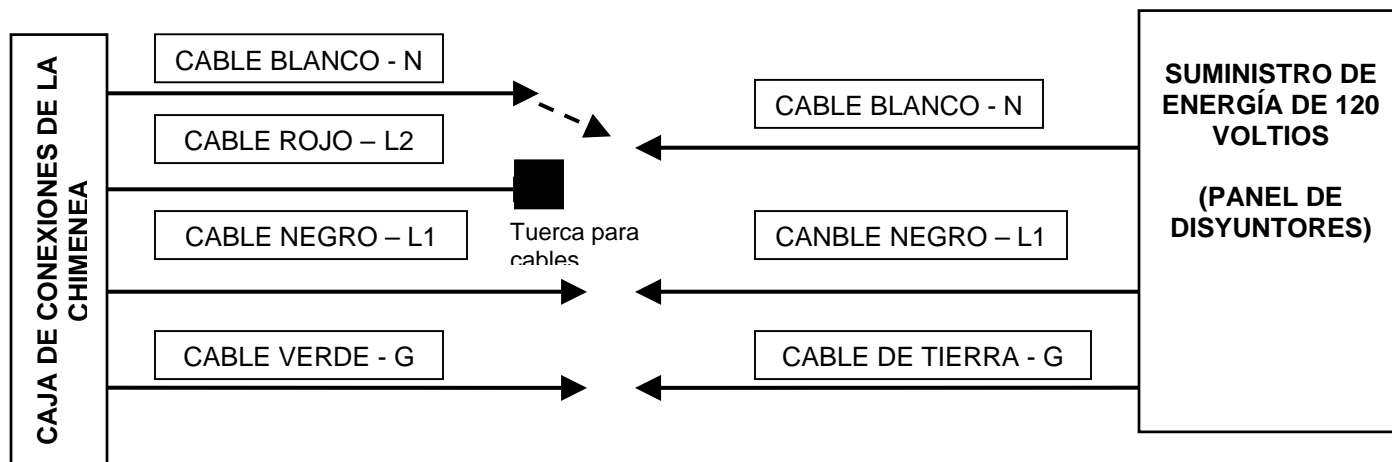 CAJA DE CONEXIONES DE LA
CHIMENEA
CABLE BLANCO - N
CABLE ROJO – L2
CABLE NEGRO – L1
Tuerca para
cables
CABLE VERDE - G
CABLE BLANCO - N
CANBLE NEGRO – L1
CABLE DE TIERRA - G
SUMINISTRO DE
ENERGÍA DE 120
VOLTIOS
(PANEL DE
DISYUNTORES)